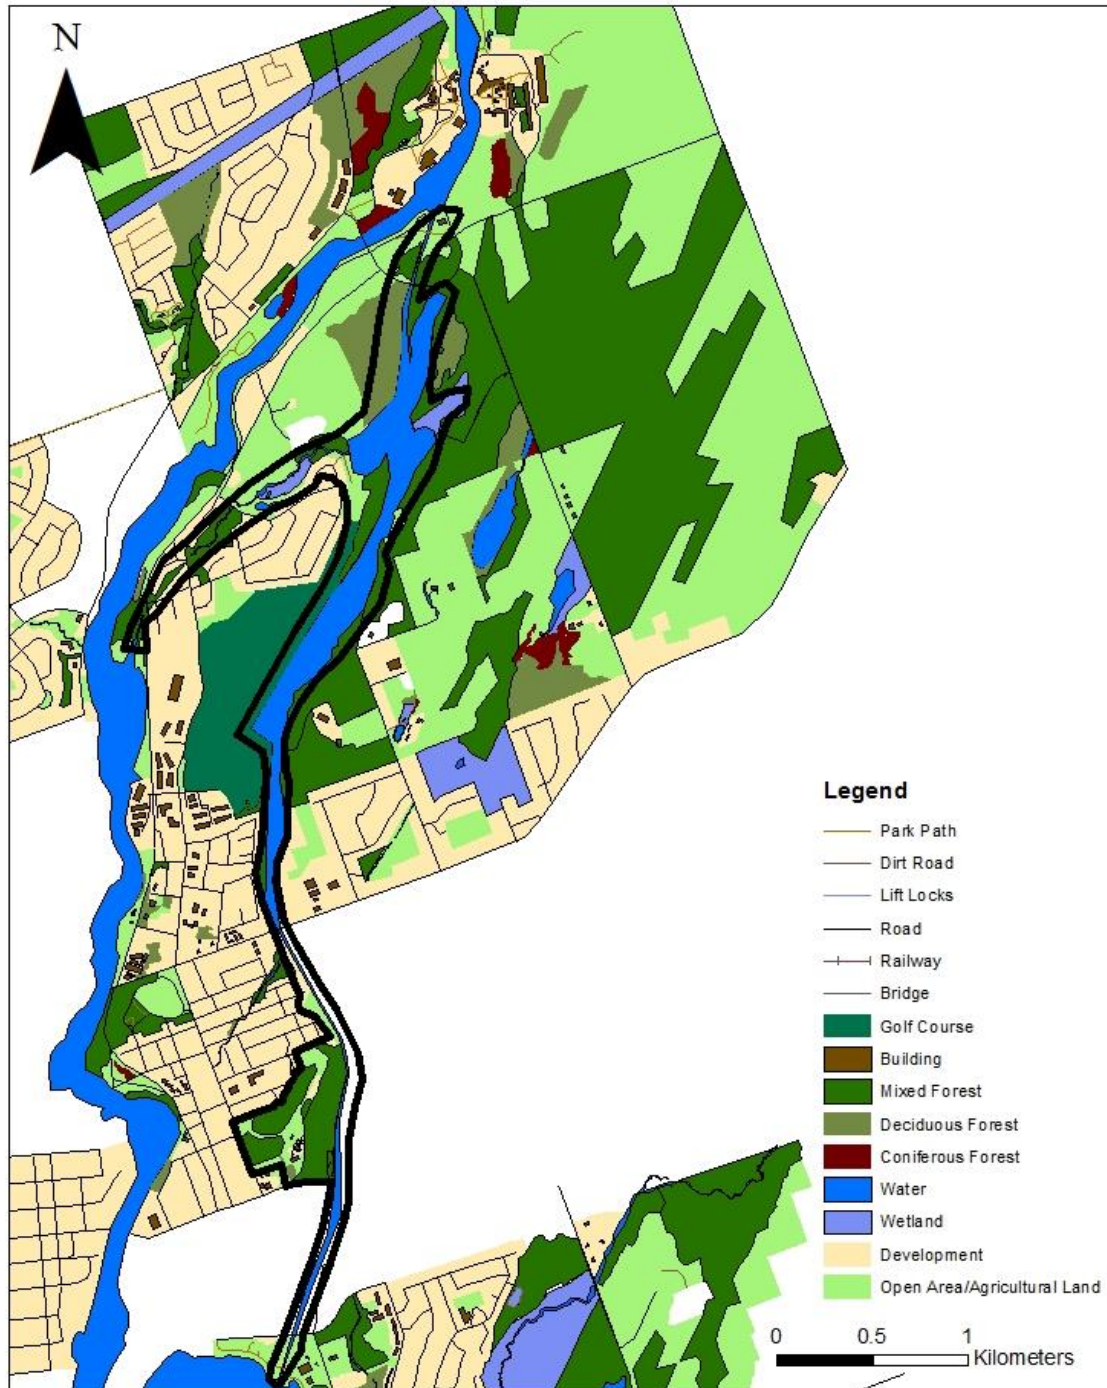 N
Legend
Park Path
Dirt Road
Lift Locks
Road
Railway
Bridge
Golf Course
Building
Mixed Forest
Deciduous Forest
Coniferous Forest
Water
Wetland
Development
Open Area/Agricultural Land
0 0.5 1
Kilometers